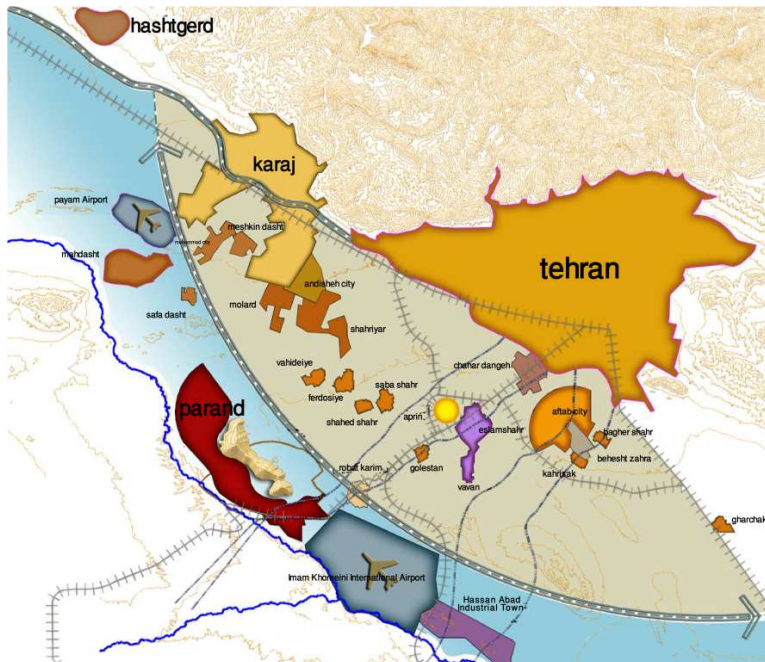 hashtgerd
karaj
payam Airport
meshkin dasht
mahdasht
tehran
andisheh city
safa dasht
molard
shahriyar
vahideiye
chahar dangeh
saba shahr
ferdosiye
parand
shahed shahr
aprin
aftabcity
eslamshahr
bagher shahr
behesht zahra
robat karim
golestan
kahrizak
vavan
gharchak
Imam Khomeini International Airport
Hassan Abad
Industrial Town